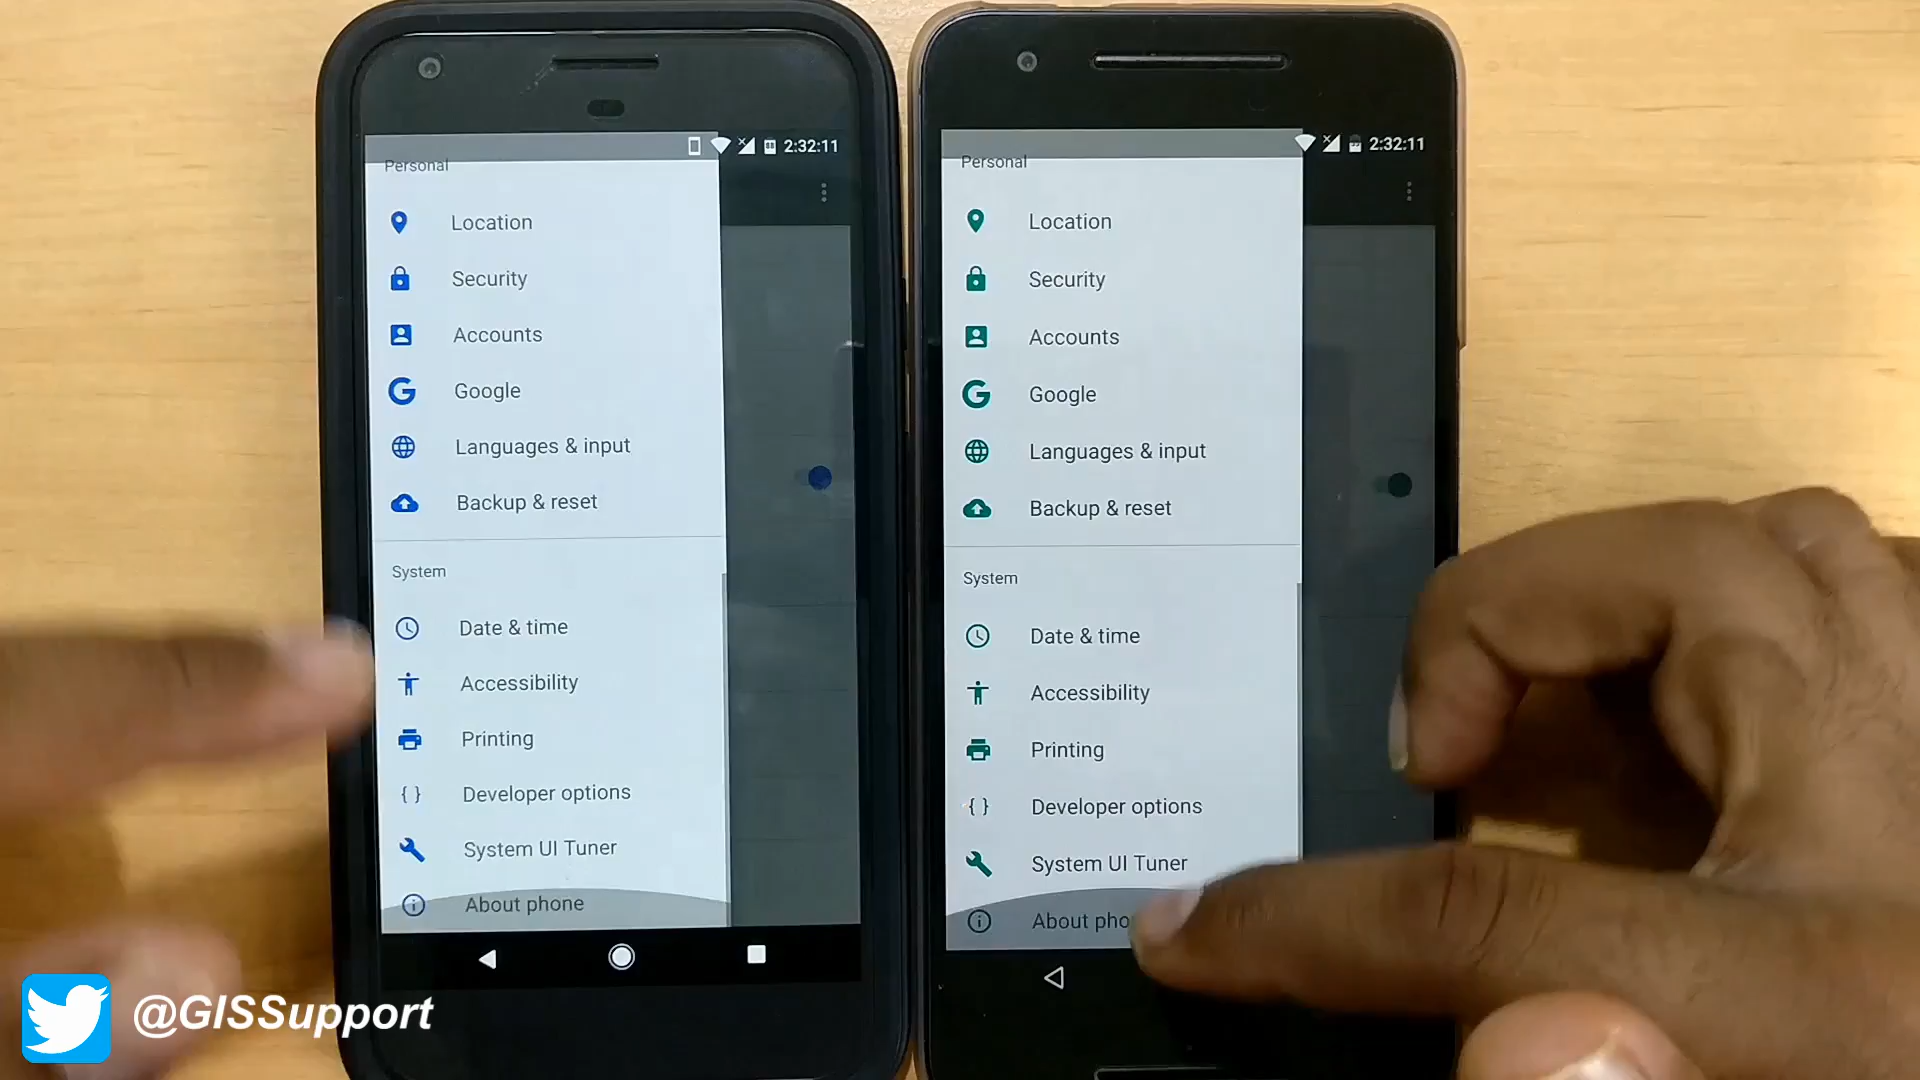 2:32:11
Personal
Location
Security
Accounts
Google
Languages & input
Backup & reset
System
Date & time
Accessibility
Printing
Developer options
System UI Tuner
About phone
2:32:11
Personal
Location
Security
Accounts
Google
Languages & input
Backup & reset
System
Date & time
Accessibility
Printing
Developer options
System UI Tuner
About pho
@GISSupport